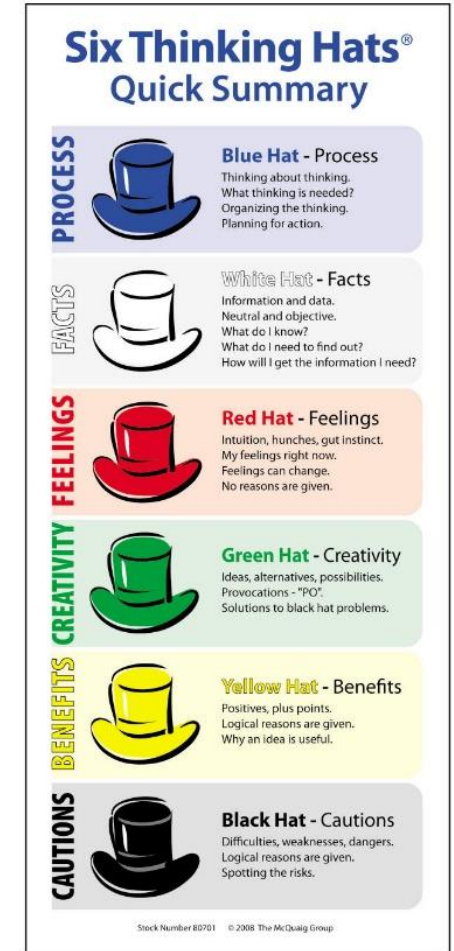 Six Thinking Hats®
Quick Summary
PROCESS
Blue Hat - Process
Thinking about thinking.
What thinking is needed?
Organizing the thinking.
Planning for action.
FACTS
White Hat - Facts
Information and data.
Neutral and objective.
What do I know?
What do I need to find out?
How will I get the information I need?
FEELINGS
Red Hat - Feelings
Intuition, hunches, gut instinct.
My feelings right now.
Feelings can change.
No reasons are given.
CREATIVITY
Green Hat - Creativity
Ideas, alternatives, possibilities.
Provocations - "PO".
Solutions to black hat problems.
BENEFITS
Yellow Hat - Benefits
Positives, plus points.
Logical reasons are given.
Why an idea is useful.
CAUTIONS
Black Hat - Cautions
Difficulties, weaknesses, dangers.
Logical reasons are given.
Spotting the risks.
Stock Number 80701 © 2008 The McQuaig Group